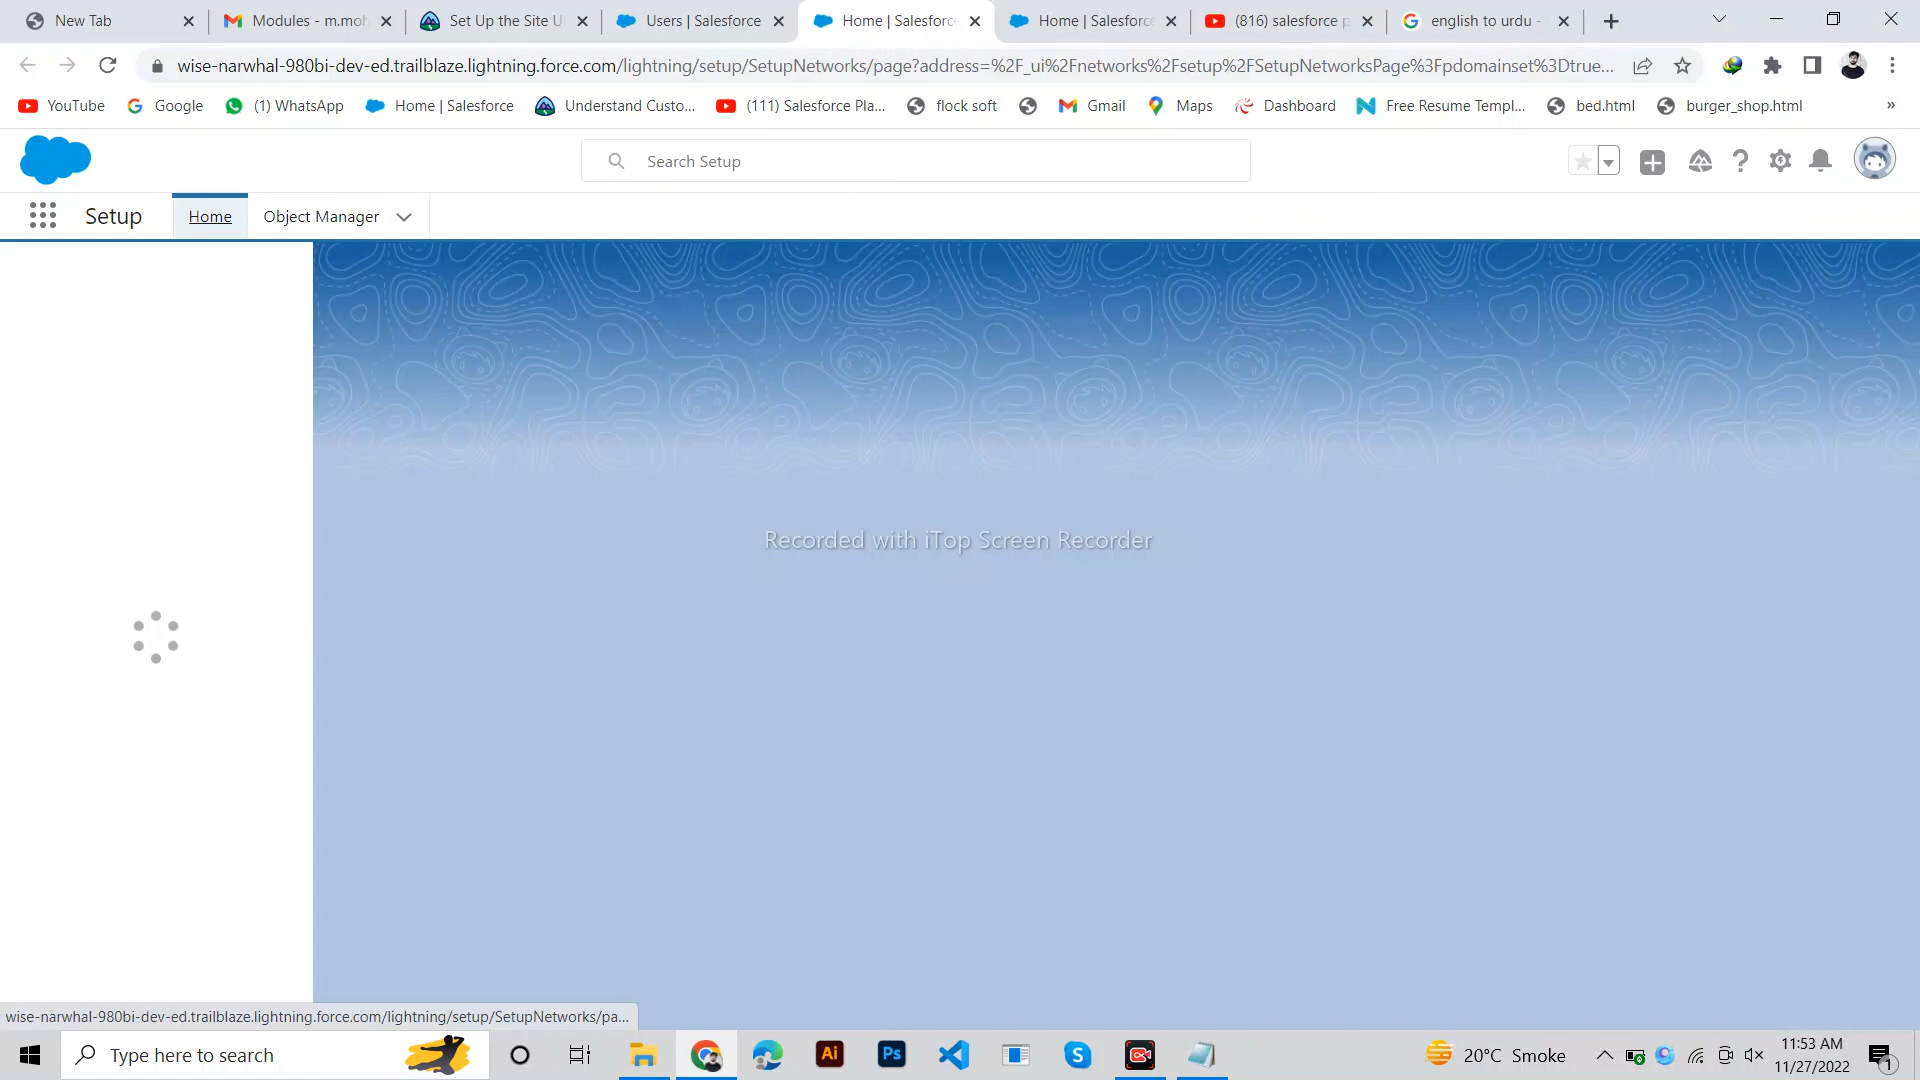 New Tab
Modules - m.moh
Set Up the Site U
Users | Salesforce
Home | Salesforc
Home | Salesforce
(816) salesforce p
english to urdu -
wise-narwhal-980bi-dev-ed.trailblaze.lightning.force.com/lightning/setup/SetupNetworks/page?address=%2F_ui%2Fnetworks%2Fsetup%2FSetupNetworksPage%3Fpdomainset%3Dtrue...
YouTube
Google
(1) WhatsApp
Home | Salesforce
Understand Custo...
(111) Salesforce Pla...
flock soft
Gmail
Maps
Dashboard
Free Resume Templ...
bed.html
burger_shop.html
»
Search Setup
Setup
Home
Object Manager
Recorded with iTop Screen Recorder
wise-narwhal-980bi-dev-ed.trailblaze.lightning.force.com/lightning/setup/SetupNetworks/pa...
Type here to search
Ai
Ps
20°C Smoke
11:53 AM
11/27/2022
1